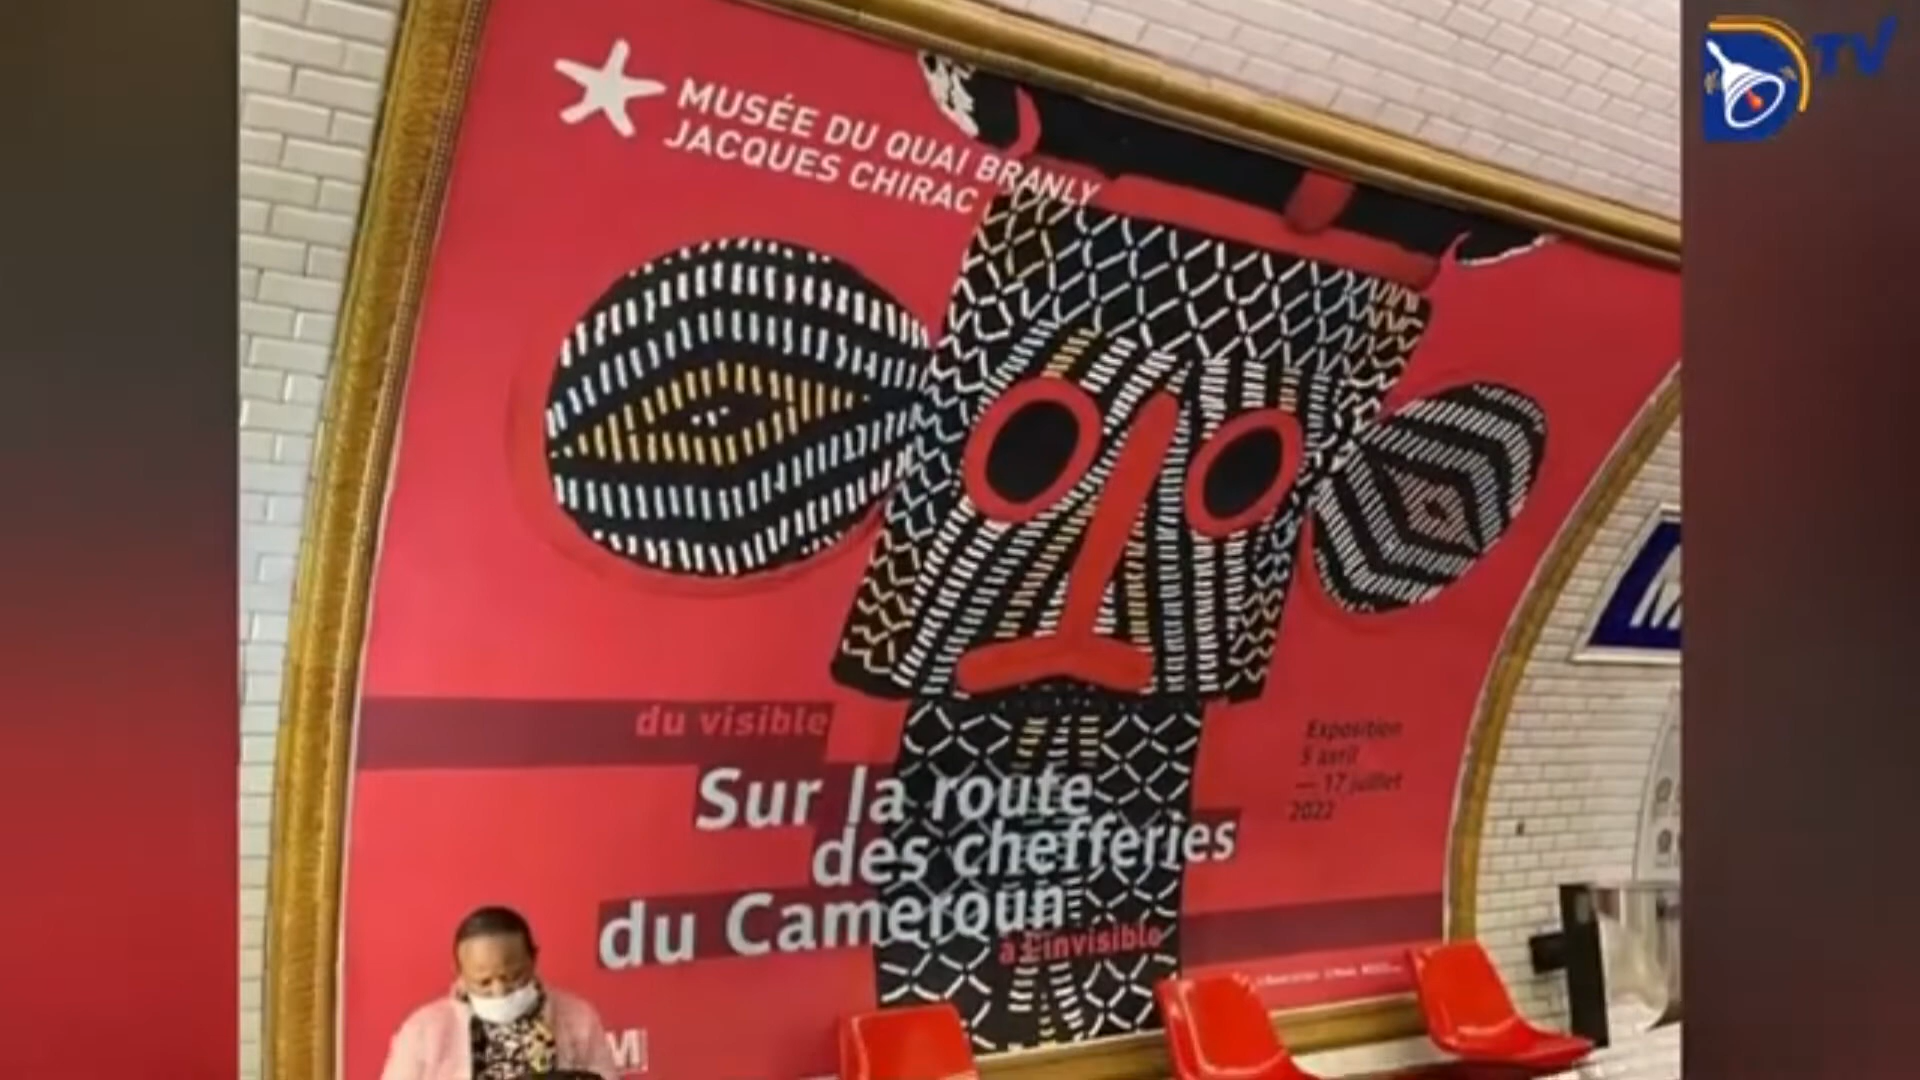 TV
MUSÉE DU QUAI BRANLY
JACQUES CHIRAC
du visible
Sur la route
des chefferies
du Cameroun
à l'invisible
Exposition
5 avril
— 17 juillet
2022
M
M